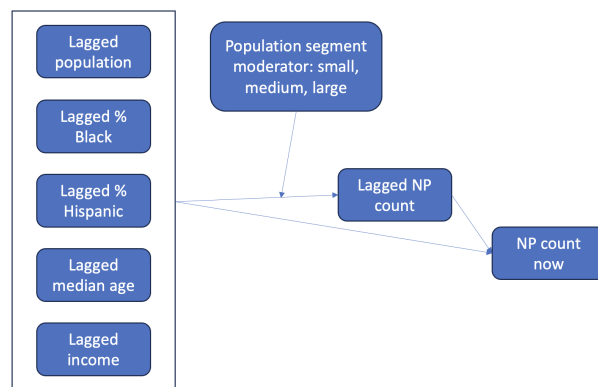 Lagged
population
Lagged %
Black
Lagged %
Hispanic
Lagged
median age
Lagged
income
Population segment
moderator: small,
medium, large
Lagged NP
count
NP count
now